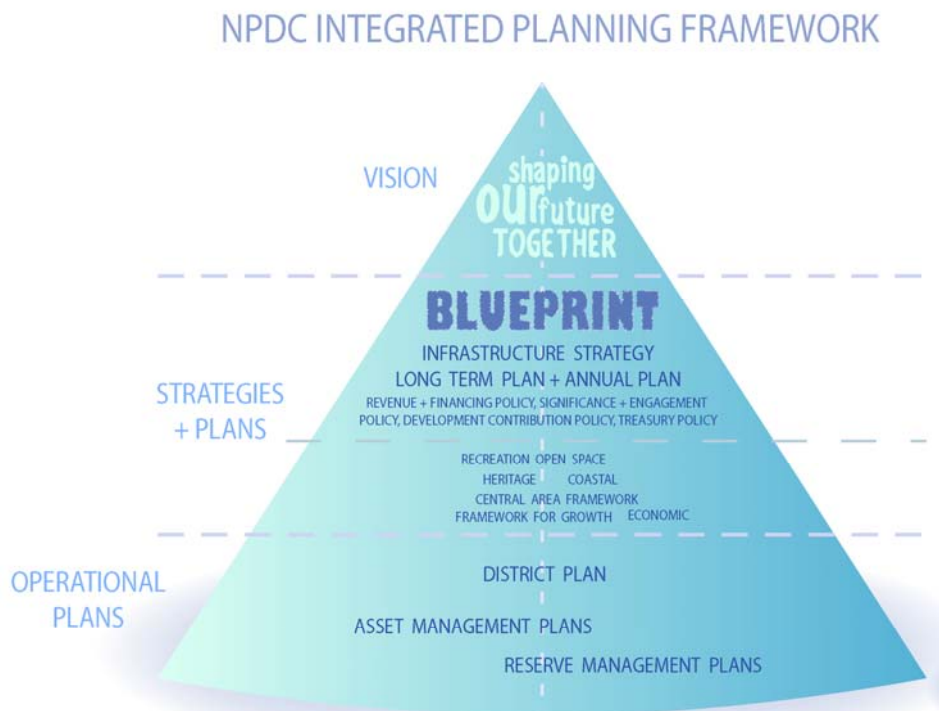 NPDC INTEGRATED PLANNING FRAMEWORK
VISION
shaping
our future
TOGETHER
BLUEPRINT
INFRASTRUCTURE STRATEGY
LONG TERM PLAN + ANNUAL PLAN
STRATEGIES
+ PLANS
REVENUE + FINANCING POLICY, SIGNIFICANCE + ENGAGEMENT
POLICY, DEVELOPMENT CONTRIBUTION POLICY, TREASURY POLICY
RECREATION OPEN SPACE
HERITAGE COASTAL
CENTRAL AREA FRAMEWORK
FRAMEWORK FOR GROWTH ECONOMIC
OPERATIONAL
PLANS
DISTRICT PLAN
ASSET MANAGEMENT PLANS
RESERVE MANAGEMENT PLANS